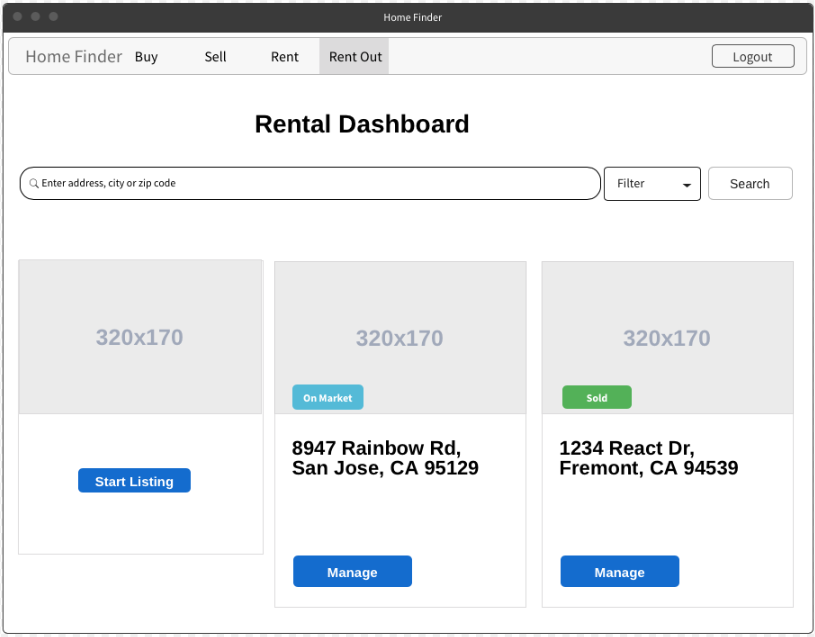 Home Finder
Home Finder Buy Sell Rent Rent Out Logout
Rental Dashboard
Enter address, city or zip code Filter Search
320x170 320x170 320x170
On Market Sold
8947 Rainbow Rd,
San Jose, CA 95129
1234 React Dr,
Fremont, CA 94539
Start Listing
Manage Manage